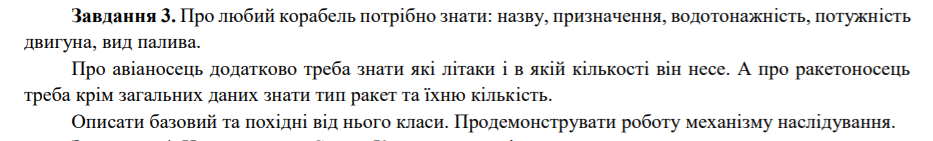 Завдання 3. Про любий корабель потрібно знати: назву, призначення, водотонажність, потужність
двигуна, вид палива.
Про авіаносець додатково треба знати які літаки і в якій кількості він несе. А про ракетоносець
треба крім загальних даних знати тип ракет та їхню кількість.
Описати базовий та похідні від нього класи. Продемонструвати роботу механізму наслідування.